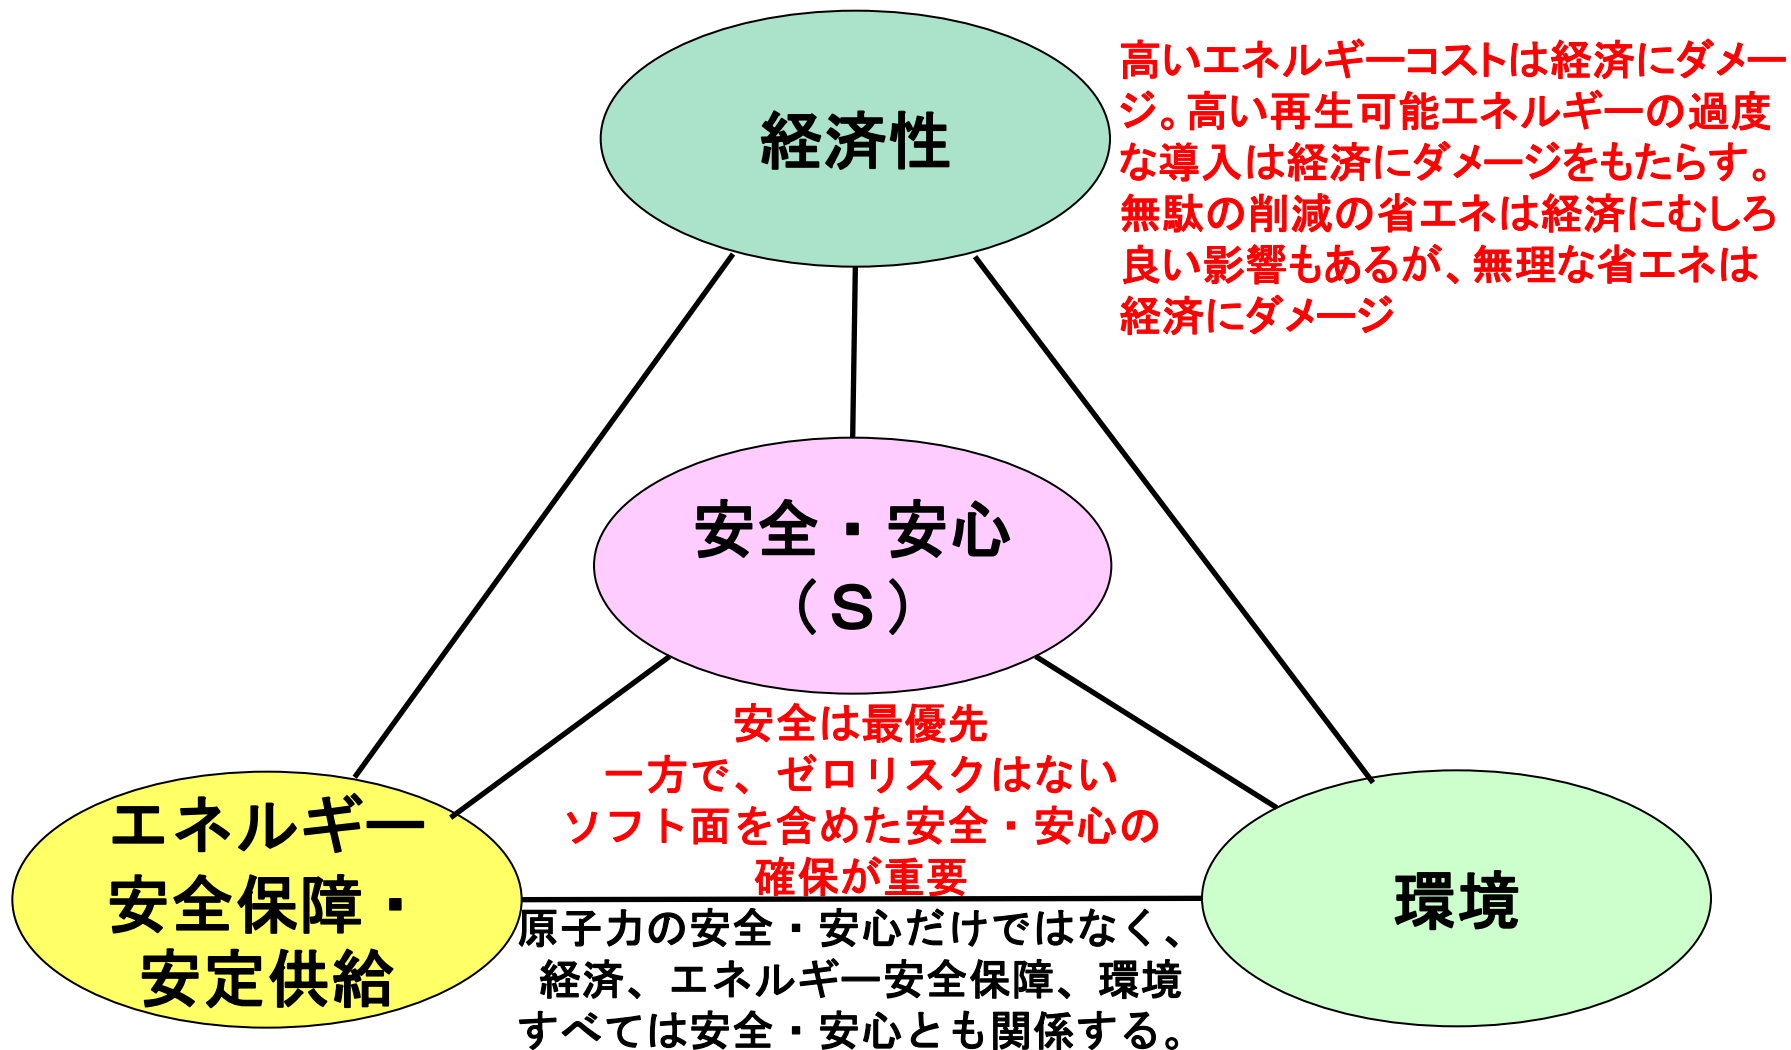 経済性
高いエネルギーコストは経済にダメー
ジ。高い再生可能エネルギーの過度
な導入は経済にダメージをもたらす。
無駄の削減の省エネは経済にむしろ
良い影響もあるが、無理な省エネは
経済にダメージ
安全・安心
（Ｓ）
安全は最優先
一方で、ゼロリスクはない
ソフト面を含めた安全・安心の
確保が重要
エネルギー
安全保障・
安定供給
環境
原子力の安全・安心だけではなく、
経済、エネルギー安全保障、環境
すべては安全・安心とも関係する。